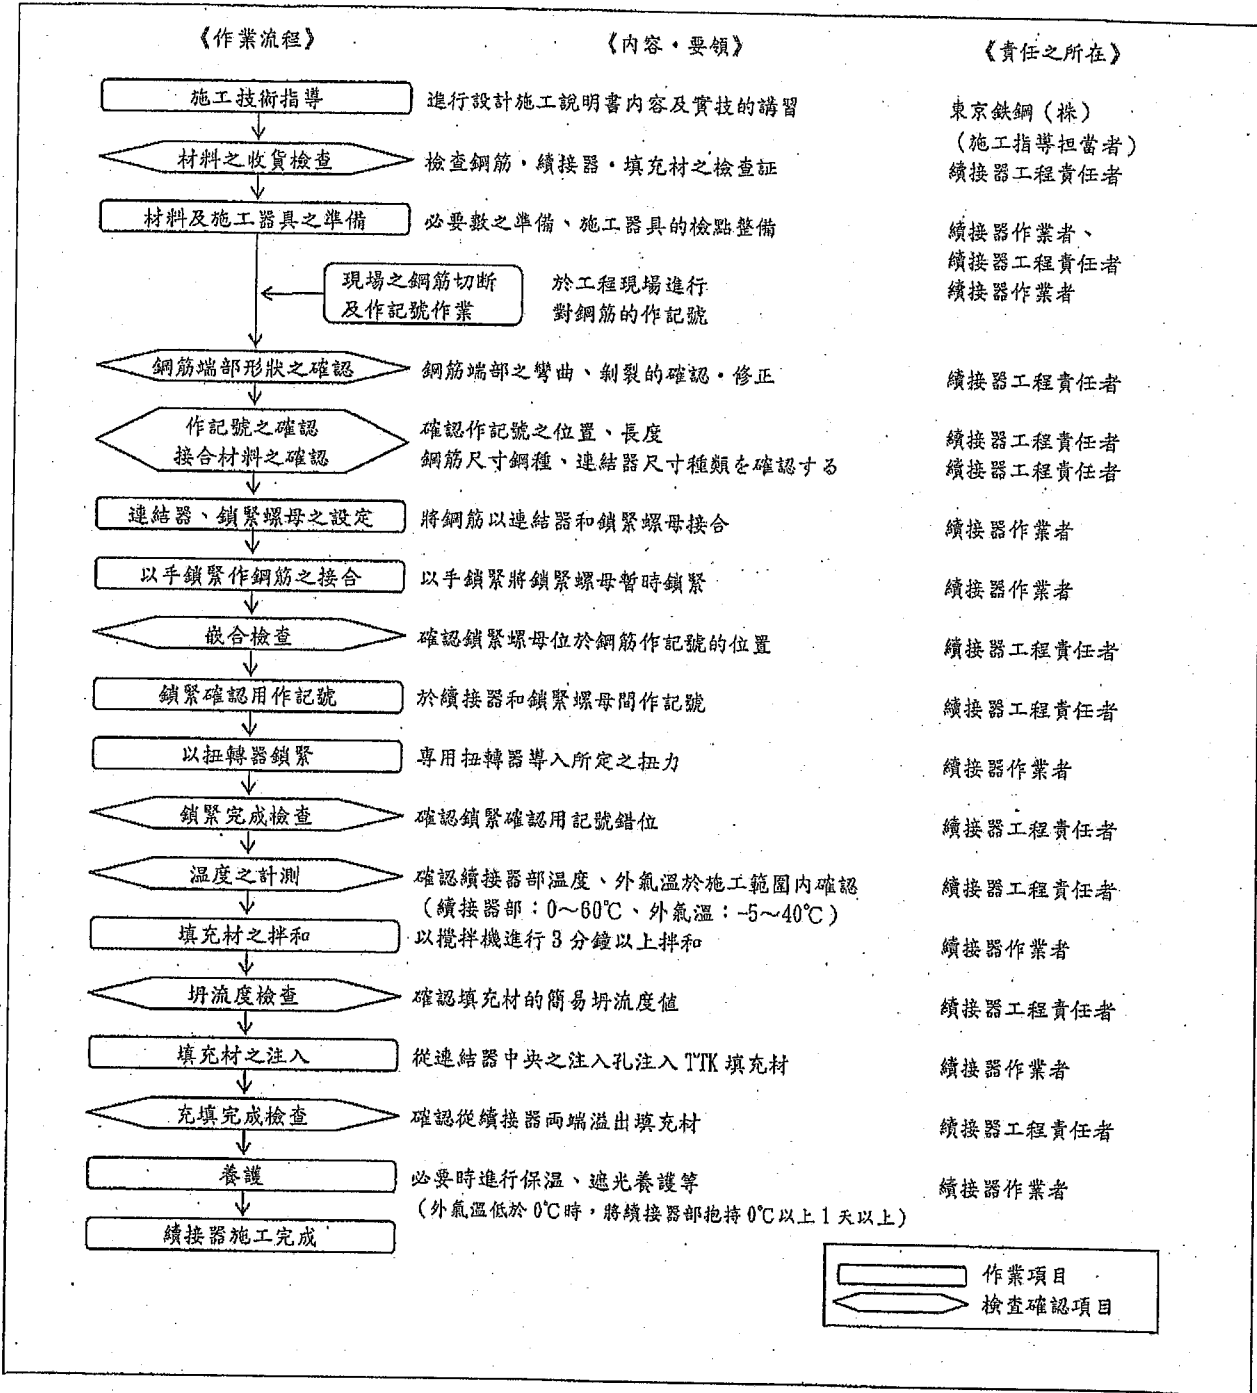 《作業流程》 《內容・要領》 《責任之所在》
施工技術指導 進行設計施工說明書內容及實技的講習 東京鉄鋼(株)
(施工指導担當者)
材料之收貨檢查 檢查鋼筋・續接器・填充材之檢查証 續接器工程責任者
材料及施工器具之準備 必要數之準備、施工器具的檢點整備 續接器作業者、
續接器工程責任者
現場之鋼筋切断 於工程現場進行 續接器作業者
及作記號作業 對鋼筋的作記號
鋼筋端部形狀之確認 鋼筋端部之彎曲、剝裂的確認・修正 續接器工程責任者
作記號之確認 確認作記號之位置、長度 續接器工程責任者
接合材料之確認 鋼筋尺寸鋼種、連結器尺寸種類を確認する 續接器工程責任者
連結器、鎖緊螺母之設定 將鋼筋以連結器和鎖緊螺母接合 續接器作業者
以手鎖緊作鋼筋之接合 以手鎖緊將鎖緊螺母暫時鎖緊 續接器作業者
嵌合檢查 確認鎖緊螺母位於鋼筋作記號的位置 續接器工程責任者
鎖緊確認用作記號 於續接器和鎖緊螺母間作記號 續接器工程責任者
以扭轉器鎖緊 専用扭轉器導入所定之扭力 續接器作業者
鎖緊完成檢查 確認鎖緊確認用記號錯位 續接器工程責任者
温度之計測 確認續接器部温度、外氣溫於施工範圍內確認 續接器工程責任者
(續接器部：0～60℃、外氣溫：-5～40℃)
填充材之拌和 以攪拌機進行3分鐘以上拌和 續接器作業者
坍流度檢查 確認填充材的簡易坍流度值 續接器工程責任者
填充材之注入 從連結器中央之注入孔注入 TTK 填充材 續接器作業者
充填完成檢查 確認從續接器兩端溢出填充材 續接器工程責任者
養護 必要時進行保温、遮光養護等 續接器作業者
(外氣溫低於 0℃時，將續接器部抱持 0℃以上 1 天以上)
續接器施工完成
作業項目
検査確認項目